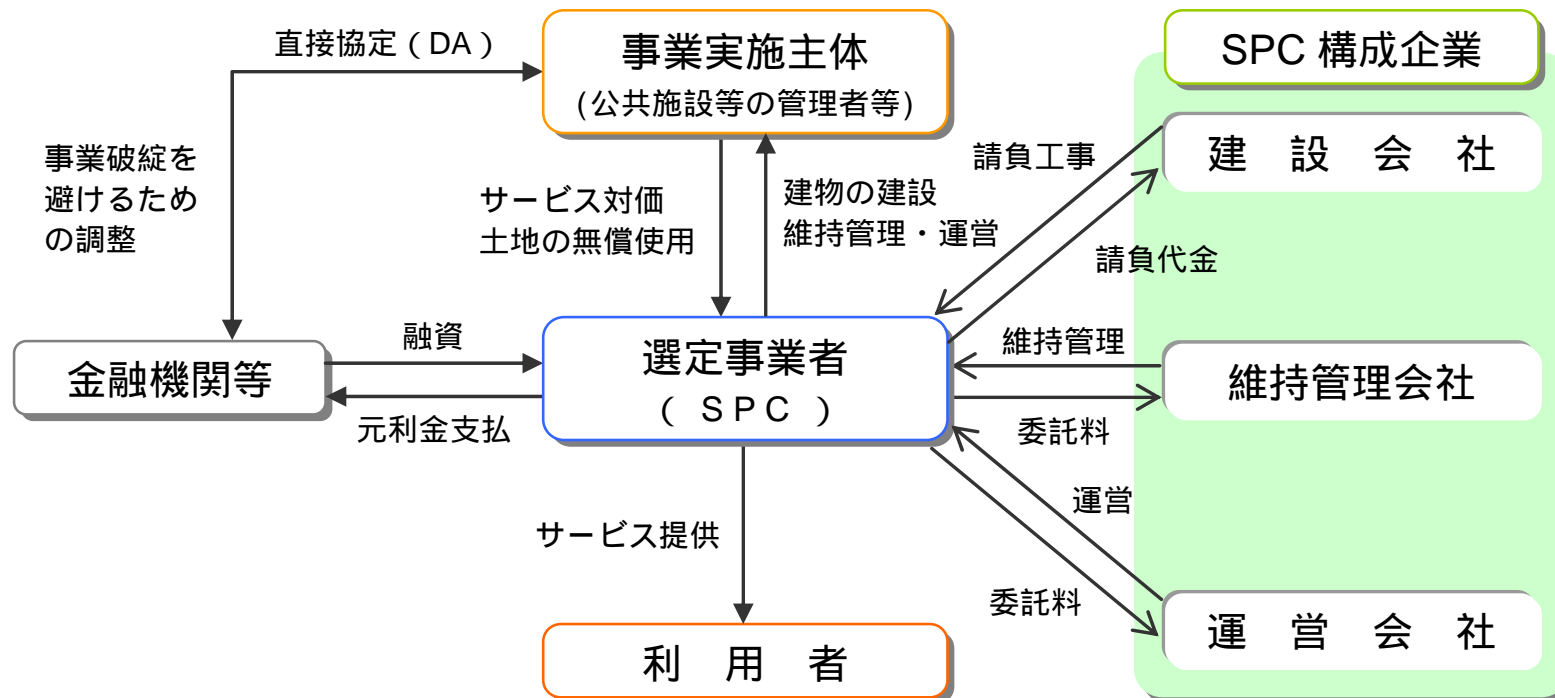 直接協定（DA）
事業実施主体
(公共施設等の管理者等)
SPC 構成企業
事業破綻を
避けるため
の調整
サービス対価
土地の無償使用
建物の建設
維持管理・運営
請負工事
建　設　会　社
請負代金
金融機関等
融資
元利金支払
選定事業者
（ ＳＰＣ ）
維持管理
委託料
維持管理会社
サービス提供
運営
委託料
運　営　会　社
利　用　者